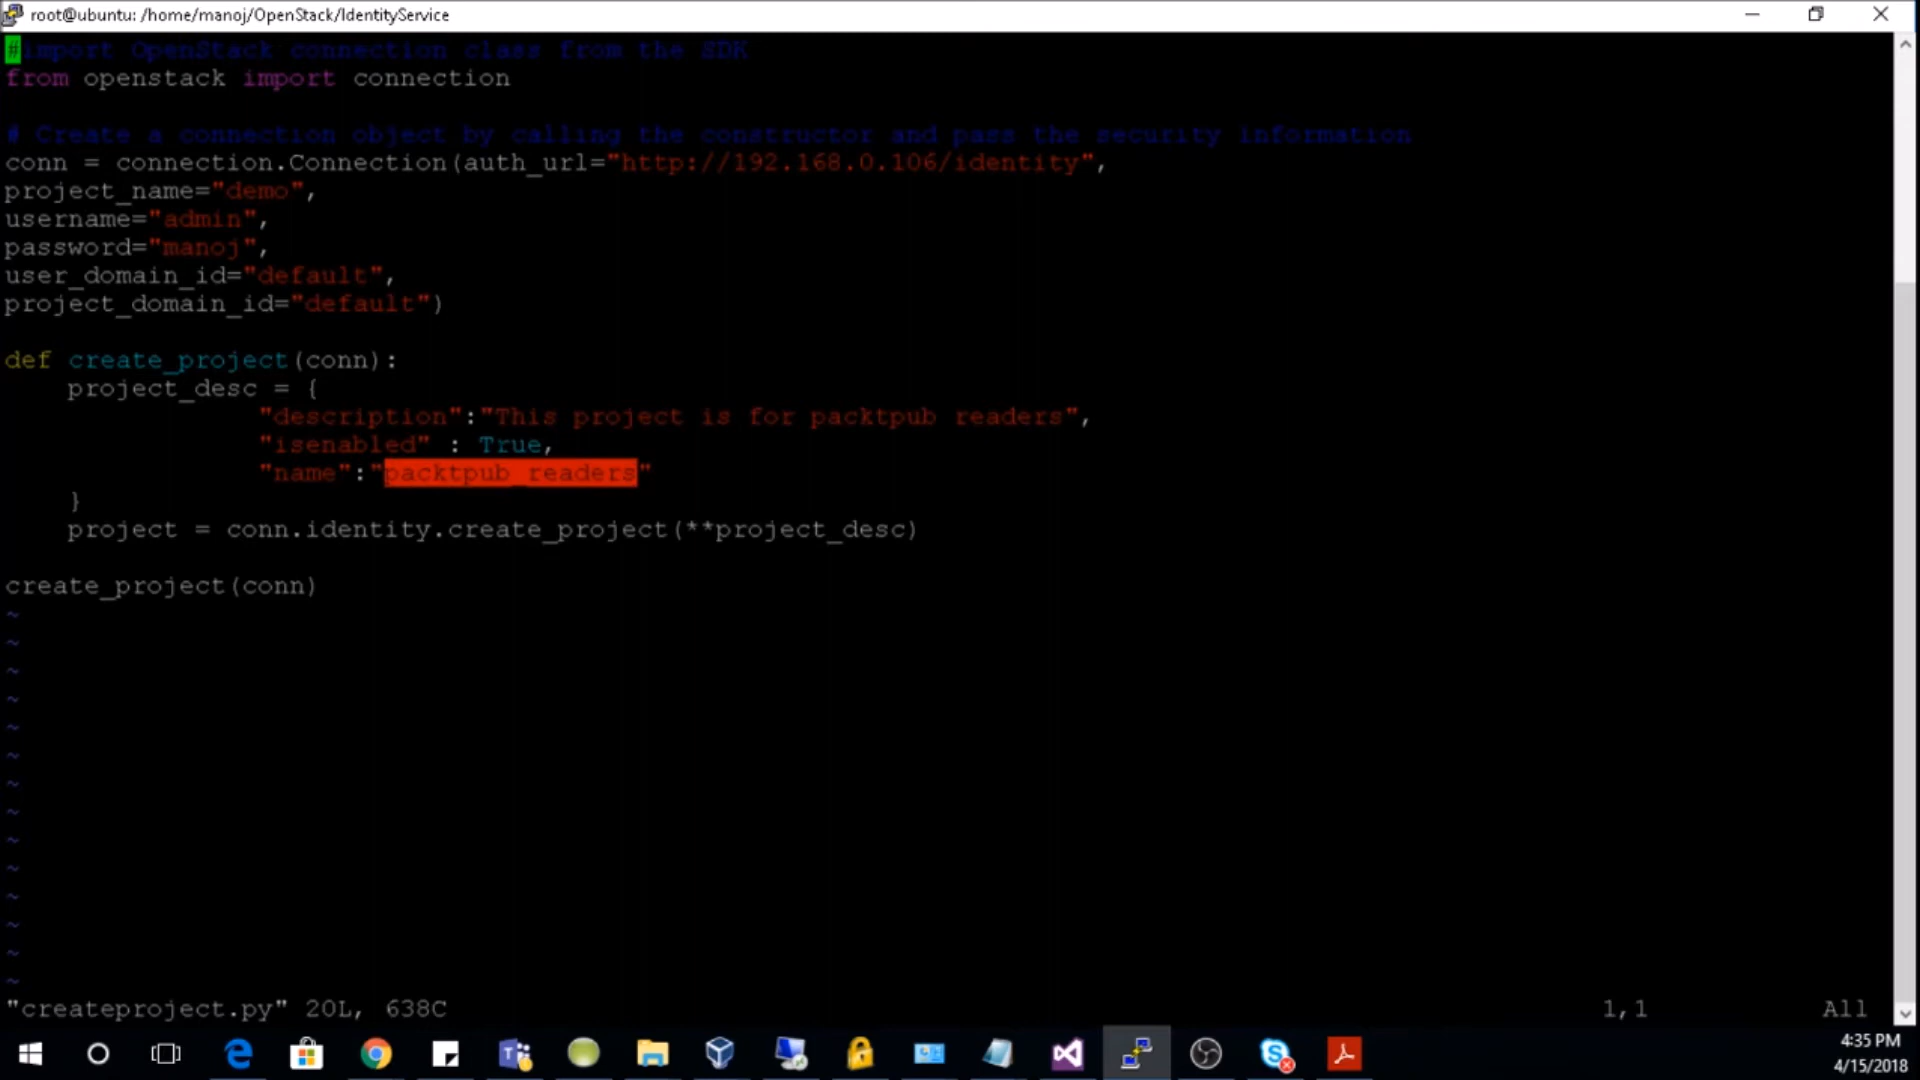 root@ubuntu: /home/manoj/OpenStack/IdentityService
#import OpenStack connection class from the SDK
from openstack import connection
# Create a connection object by calling the constructor and pass the security information
conn = connection.Connection(auth_url="http://192.168.0.106/identity",
project_name="demo",
username="admin",
password="manoj",
user_domain_id="default",
project_domain_id="default")
def create_project(conn):
project_desc = {
"description":"This project is for packtpub readers",
"isenabled" : True,
"name":"packtpub_readers"
}
project = conn.identity.create_project(**project_desc)
create_project(conn)
~
~
~
~
~
~
~
~
~
~
~
~
~
~
"createproject.py" 20L, 638C 1,1 All
4:35 PM
4/15/2018